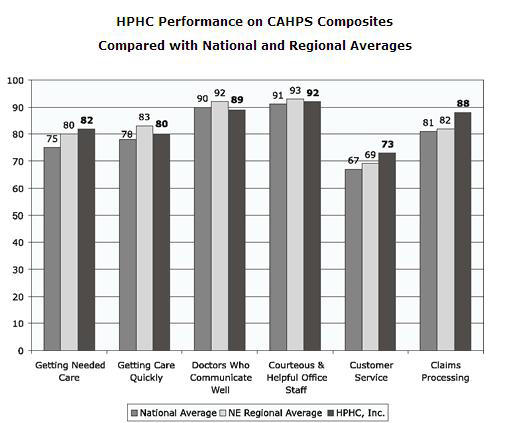 HPHC Performance on CAHPS Composites
Compared with National and Regional Averages
100
90
80
70
60
50
40
30
20
10
0
75 80 82
78 83 80
90 92 89
91 93 92
67 69 73
81 82 88
Getting Needed Care
Getting Care Quickly
Doctors Who Communicate Well
Courteous & Helpful Office Staff
Customer Service
Claims Processing
National Average NE Regional Average HPHC, Inc.